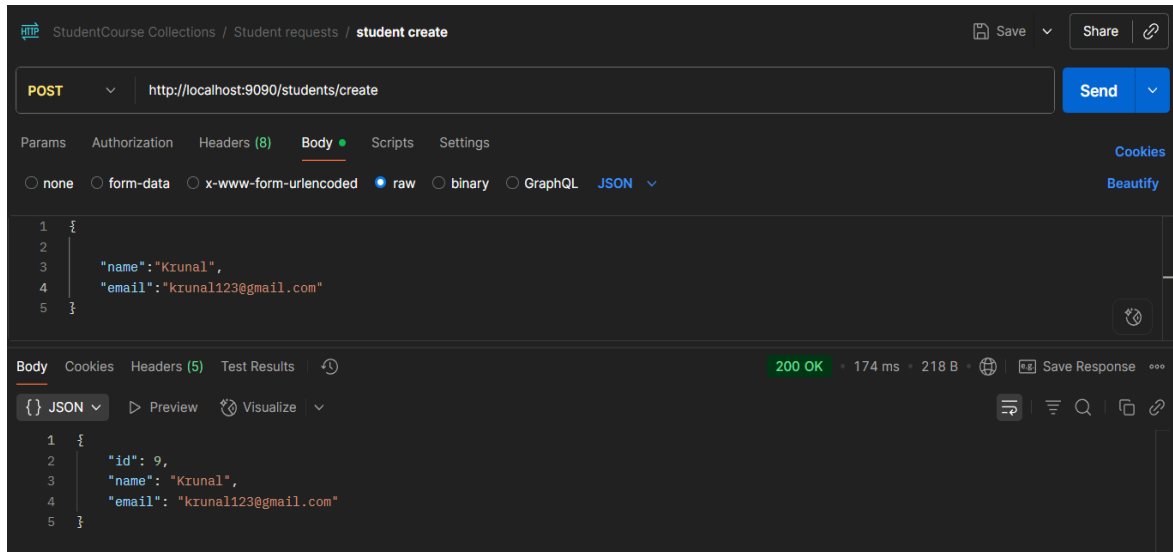 HTTP StudentCourse Collections / Student requests / student create Save Share
POST http://localhost:9090/students/create Send
Params Authorization Headers (8) Body Scripts Settings Cookies
none form-data x-www-form-urlencoded raw binary GraphQL JSON Beautify
1 {
2
3 "name":"Krunal",
4 "email":"krunal123@gmail.com"
5 }
Body Cookies Headers (5) Test Results 200 OK • 174 ms • 218 B • e.g. Save Response
{} JSON Preview Visualize
1 {
2 "id": 9,
3 "name": "Krunal",
4 "email": "krunal123@gmail.com"
5 }